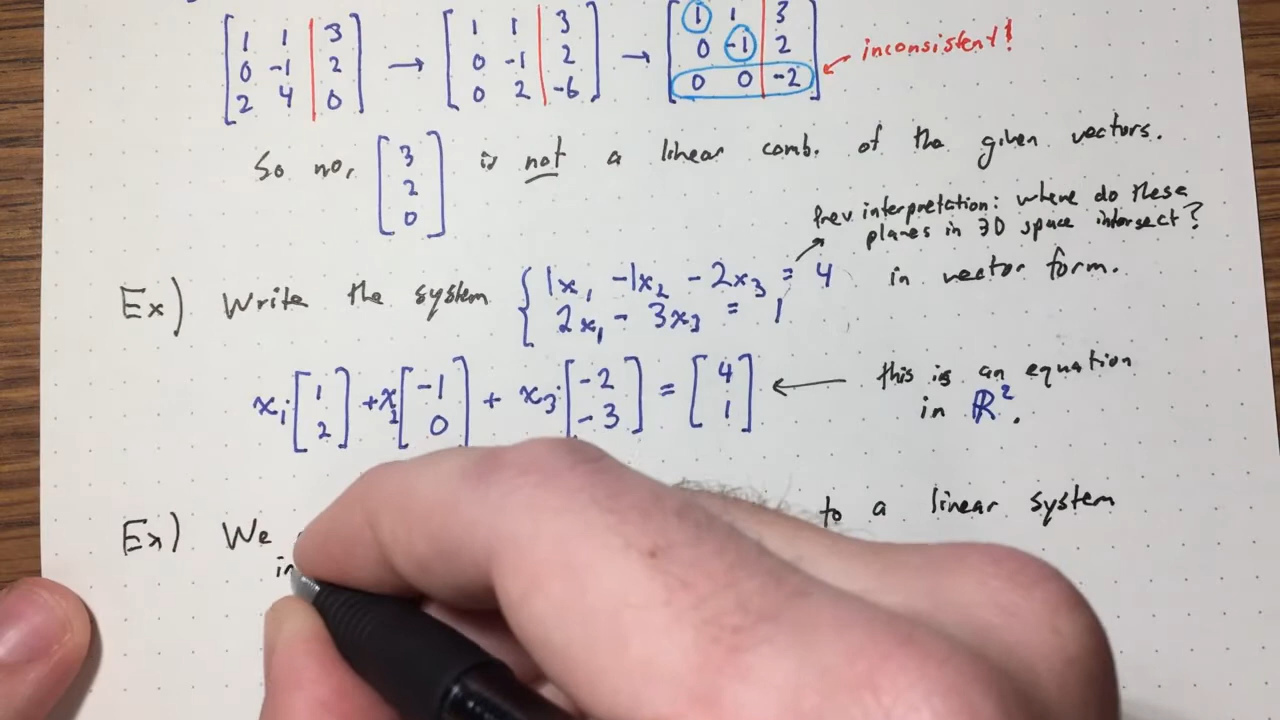 [1 1 | 3] → [1 1 | 3] → [1 1 | 3]
[0 -1 | 2] [0 -1 | 2] [0 -1 | 2] inconsistent!
[2 4 | 0] [0 2 | -6] [0 0 | -2]
So no, [3 2 0] is not a linear comb. of the given vectors.
Prev interpretation: where do these
planes in 3D space intersect?
Ex) Write the system { 1x₁ -1x₂ - 2x₃ = 4 in vector form.
2x₁ - 3x₃ = 1
x₁[1 2] + x₂[-1 0] + x₃[-2 -3] = [4 1] ← this is an equation
in ℝ².
Ex) We to a linear system
in